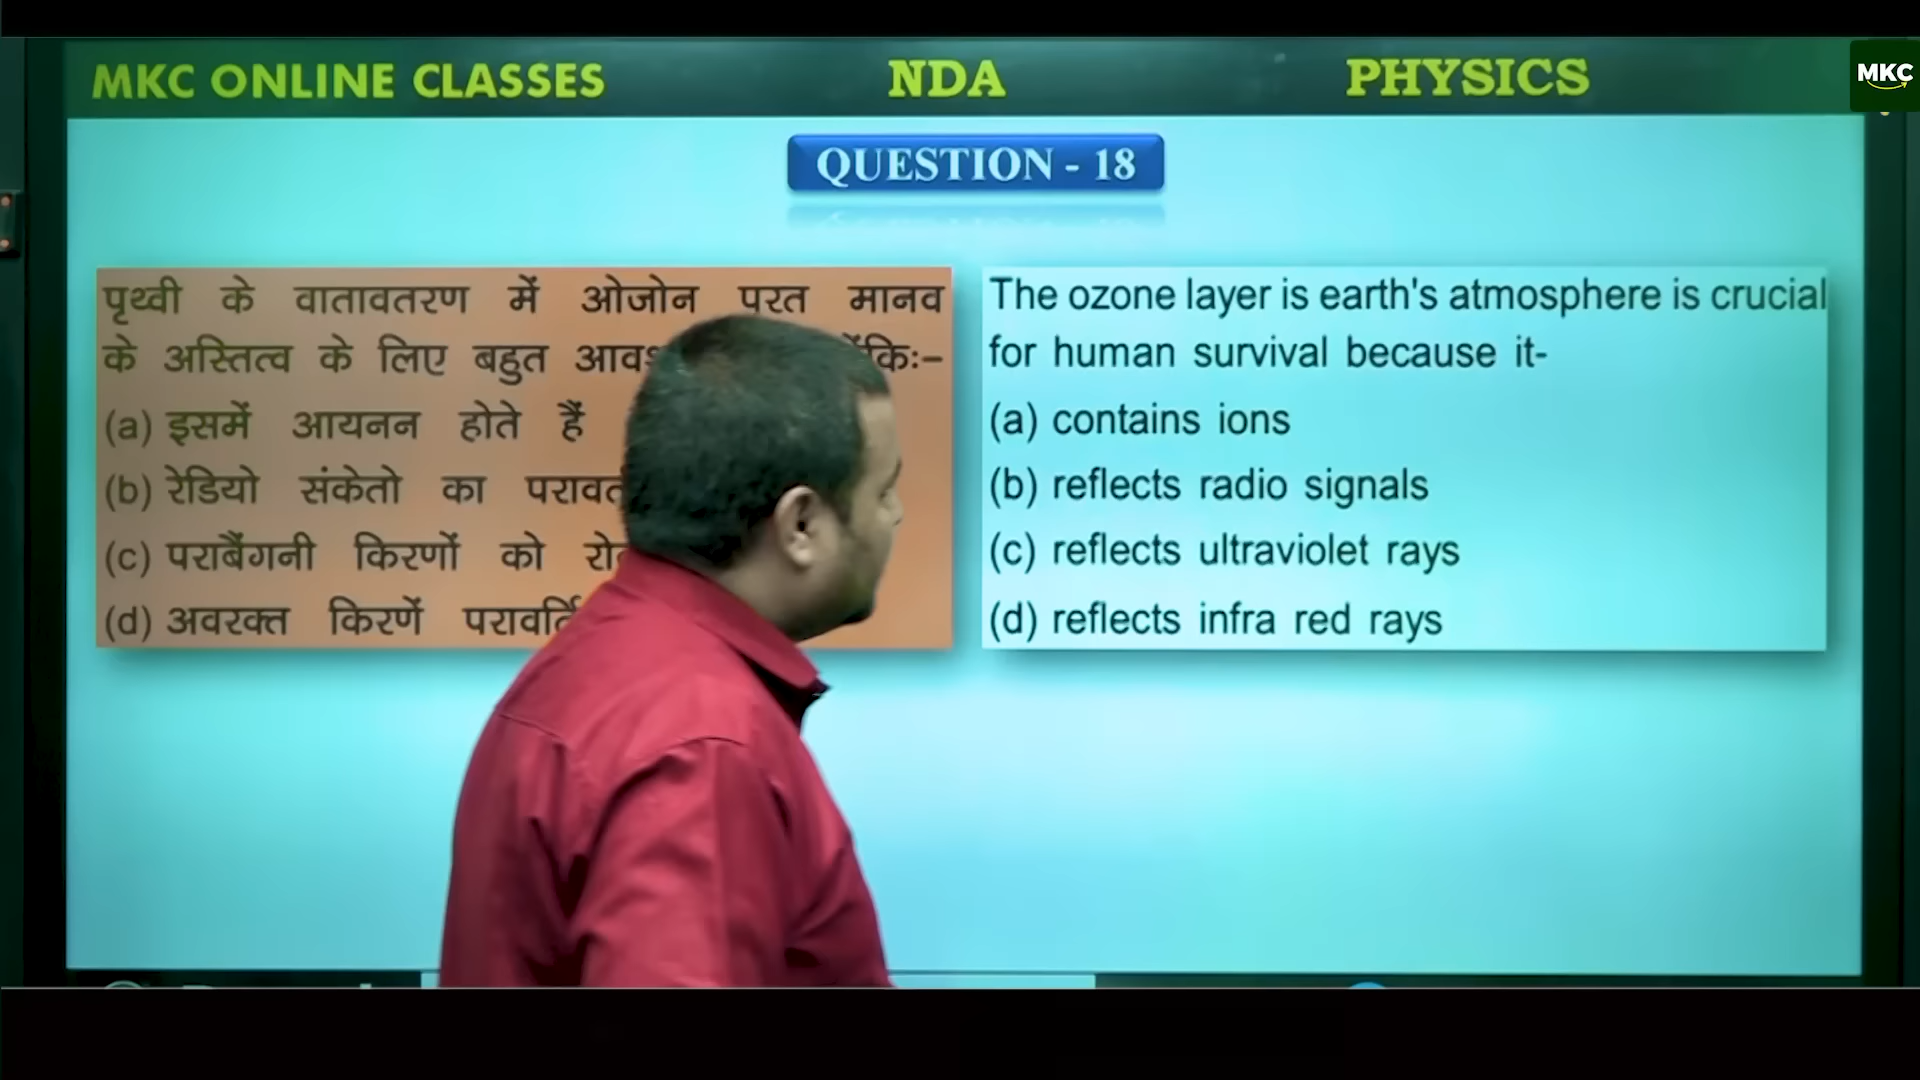 MKC ONLINE CLASSES NDA PHYSICS
MKC
QUESTION - 18
पृथ्वी के वातावतरण में ओजोन परत मानव
के अस्तित्व के लिए बहुत
(a) इसमें आयनन होते हैं
(b) रेडियो संकेतो का
(c) पराबैंगनी किरणों को
(d) अवरक्त किरणें
The ozone layer is earth's atmosphere is crucial
for human survival because it-
(a) contains ions
(b) reflects radio signals
(c) reflects ultraviolet rays
(d) reflects infra red rays